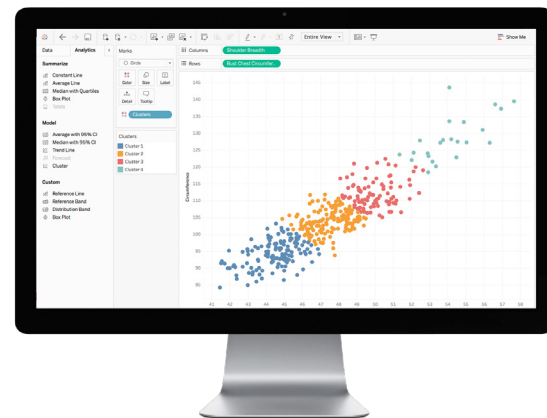 Entire View
Show Me
Data
Analytics
Summarize
Constant Line
Average Line
Median with Quartiles
Box Plot
Totals
Model
Average with 95% CI
Median with 95% CI
Trend Line
Forecast
Cluster
Custom
Reference Line
Reference Band
Distribution Band
Box Plot
Marks
Circle
Color Size Label
Detail Tooltip
Clusters
Clusters
Cluster 1
Cluster 2
Cluster 3
Cluster 4
Columns Shoulder Breadth
Rows Bust Chest Circumfer..
145
140
135
130
125
120
115
110
105
100
95
90
85
80
Circumference
41 42 43 44 45 46 47 48 49 50 51 52 53 54 55 56 57 58